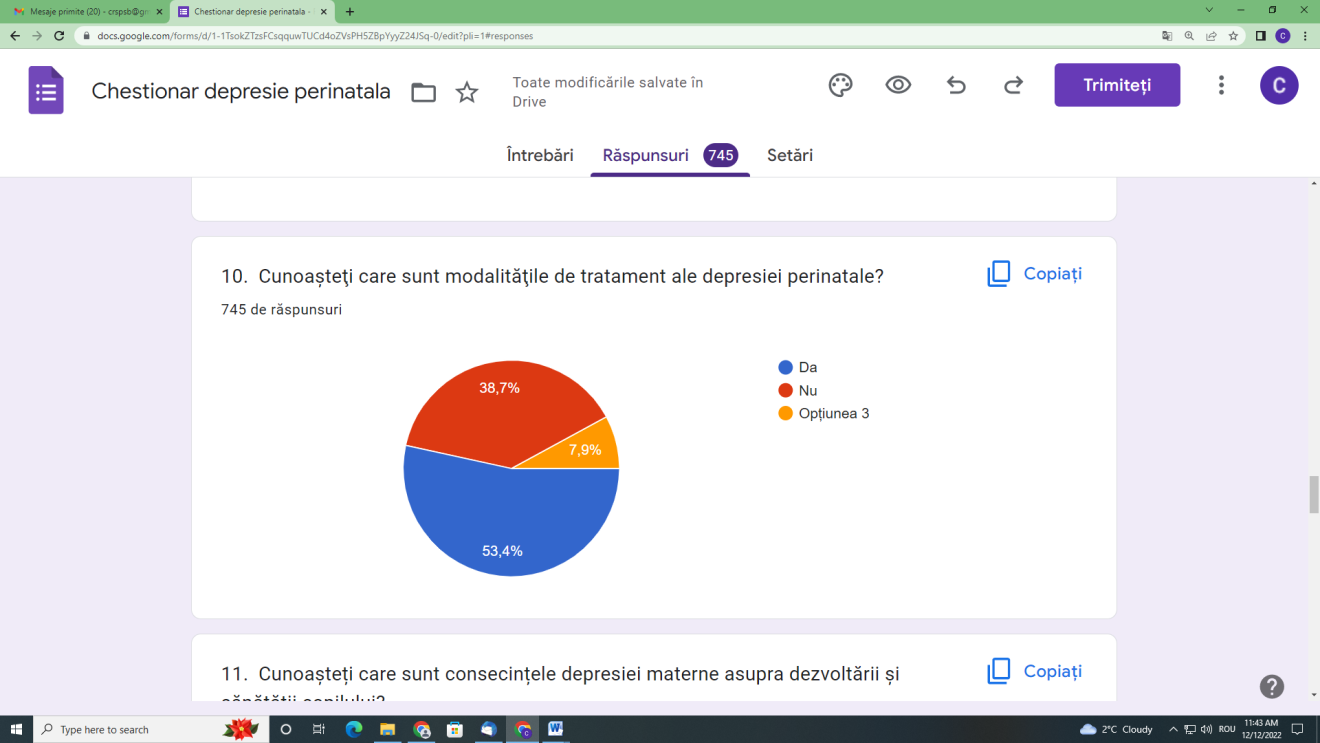 Mesaje primite (20) - crspsb@gm
Chestionar depresie perinatala -
docs.google.com/forms/d/1-1TsokZTzsFCsqquwTUCd4oZVsPHSZBpYyyZ24JSq-0/edit?pli=1#responses
C
Chestionar depresie perinatala
Toate modificările salvate în
Drive
Trimiteți
C
Întrebări
Răspunsuri 745
Setări
10. Cunoașteţi care sunt modalităţile de tratament ale depresiei perinatale?
Copiați
745 de răspunsuri
Da
Nu
Opțiunea 3
38,7%
7,9%
53,4%
11. Cunoașteți care sunt consecințele depresiei materne asupra dezvoltării și
Copiați
sănătății copilului?
Type here to search
2°C Cloudy
ROU
11:43 AM
12/12/2022